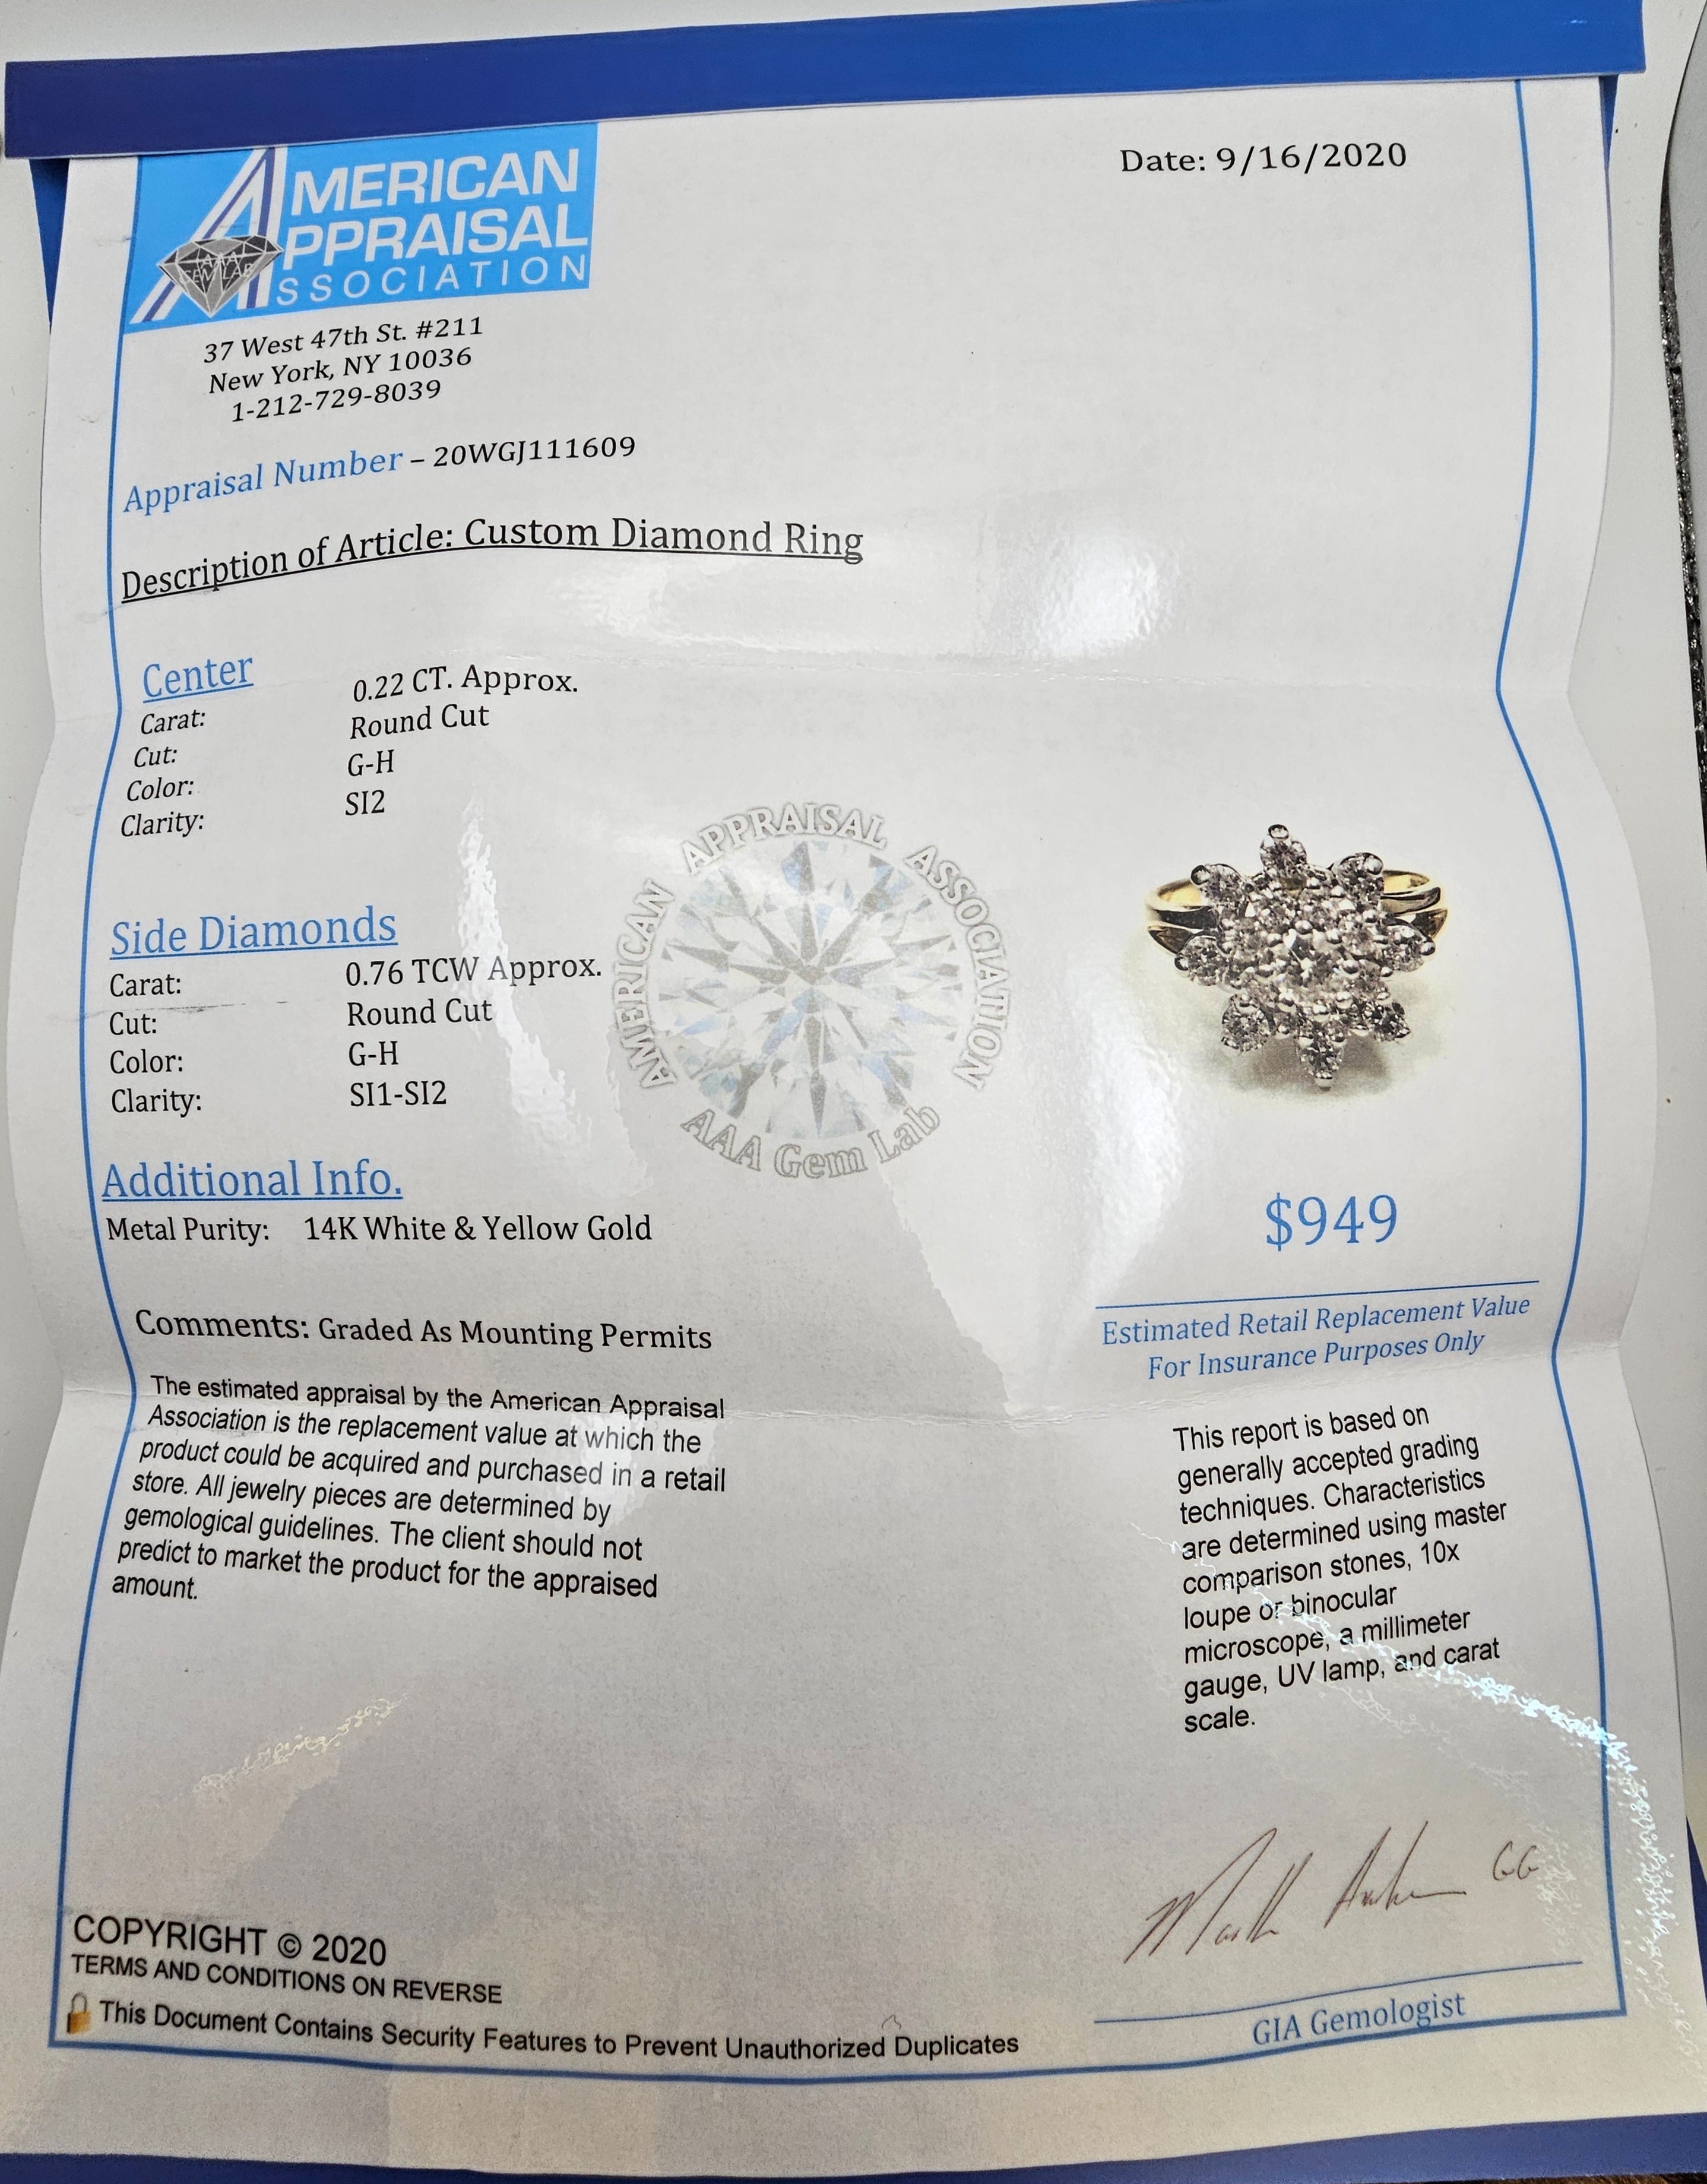 AMERICAN
APPRAISAL
ASSOCIATION
AAA
GEM LAB
Date: 9/16/2020
37 West 47th St. #211
New York, NY 10036
1-212-729-8039
Appraisal Number – 20WGJ111609
Description of Article: Custom Diamond Ring
Center
Carat: 0.22 CT. Approx.
Cut: Round Cut
Color: G-H
Clarity: SI2
Side Diamonds
Carat: 0.76 TCW Approx.
Cut: Round Cut
Color: G-H
Clarity: SI1-SI2
AMERICAN APPRAISAL ASSOCIATION
AAA Gem Lab
Additional Info.
Metal Purity: 14K White & Yellow Gold
$949
Estimated Retail Replacement Value
For Insurance Purposes Only
Comments: Graded As Mounting Permits
The estimated appraisal by the American Appraisal
Association is the replacement value at which the
product could be acquired and purchased in a retail
store. All jewelry pieces are determined by
gemological guidelines. The client should not
predict to market the product for the appraised
amount.
This report is based on
generally accepted grading
techniques. Characteristics
are determined using master
comparison stones, 10x
loupe or binocular
microscope, a millimeter
gauge, UV lamp, and carat
scale.
GG
GIA Gemologist
COPYRIGHT © 2020
TERMS AND CONDITIONS ON REVERSE
This Document Contains Security Features to Prevent Unauthorized Duplicates